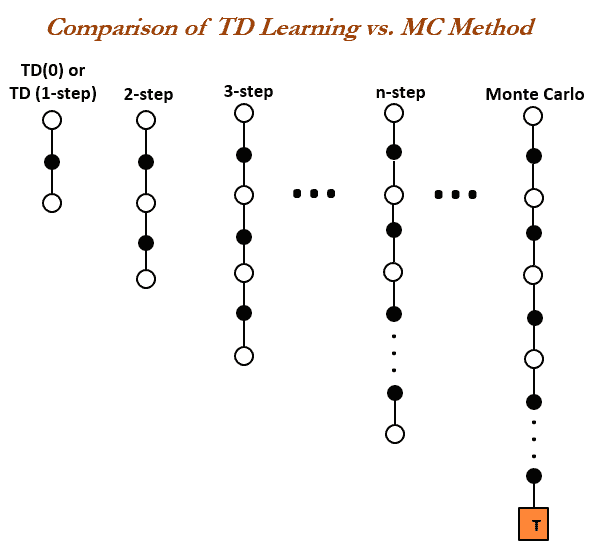 Comparison of TD Learning vs. MC Method
TD(0) or
TD (1-step)
2-step
3-step
n-step
Monte Carlo
T